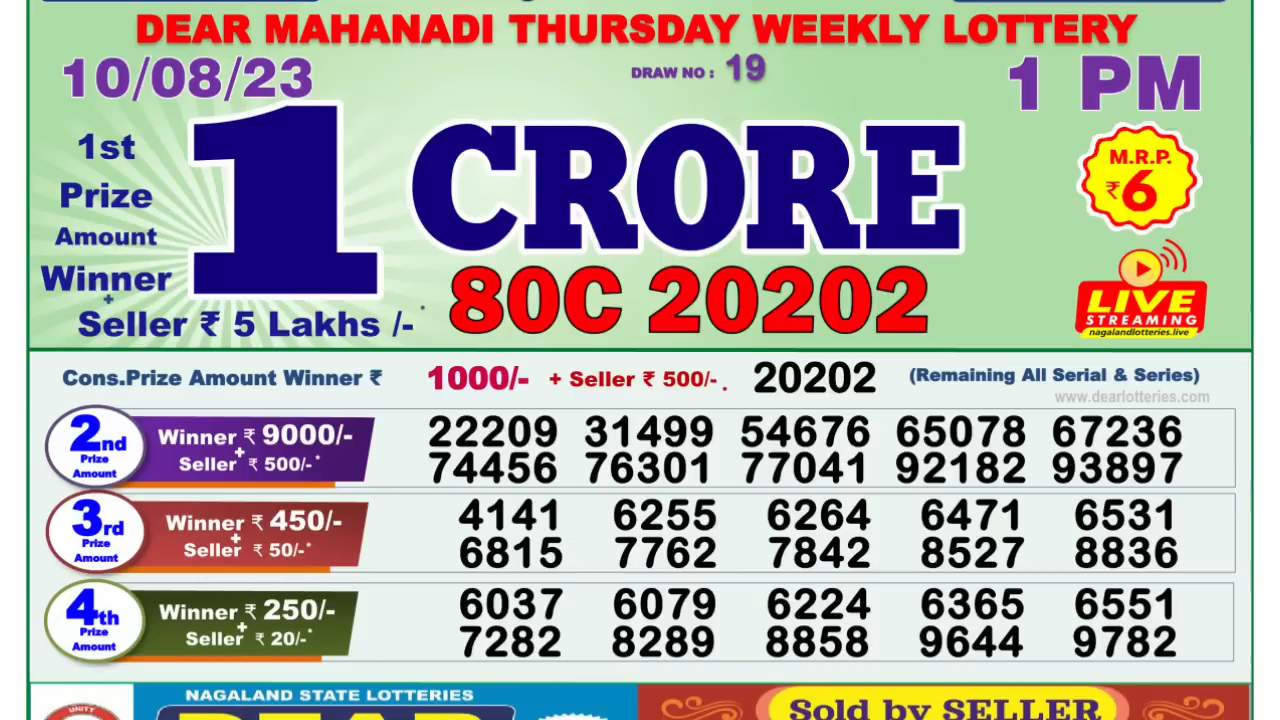 DEAR MAHANADI THURSDAY WEEKLY LOTTERY
10/08/23
DRAW NO : 19
1 PM
1st
Prize
Amount
Winner
+
Seller ₹ 5 Lakhs /-
1 CRORE
80C 20202
M.R.P.
₹6
LIVE
STREAMING
nagalandlotteries.live
Cons.Prize Amount Winner ₹ 1000/- + Seller ₹ 500/- . 20202 (Remaining All Serial & Series)
www.dearlotteries.com
2nd
Prize
Amount
Winner ₹ 9000/-
+
Seller ₹ 500/-*
22209 31499 54676 65078 67236
74456 76301 77041 92182 93897
3rd
Prize
Amount
Winner ₹ 450/-
+
Seller ₹ 50/-*
4141 6255 6264 6471 6531
6815 7762 7842 8527 8836
4th
Prize
Amount
Winner ₹ 250/-
+
Seller ₹ 20/-*
6037 6079 6224 6365 6551
7282 8289 8858 9644 9782
UNITY
NAGALAND STATE LOTTERIES
DEAR
Sold by SELLER